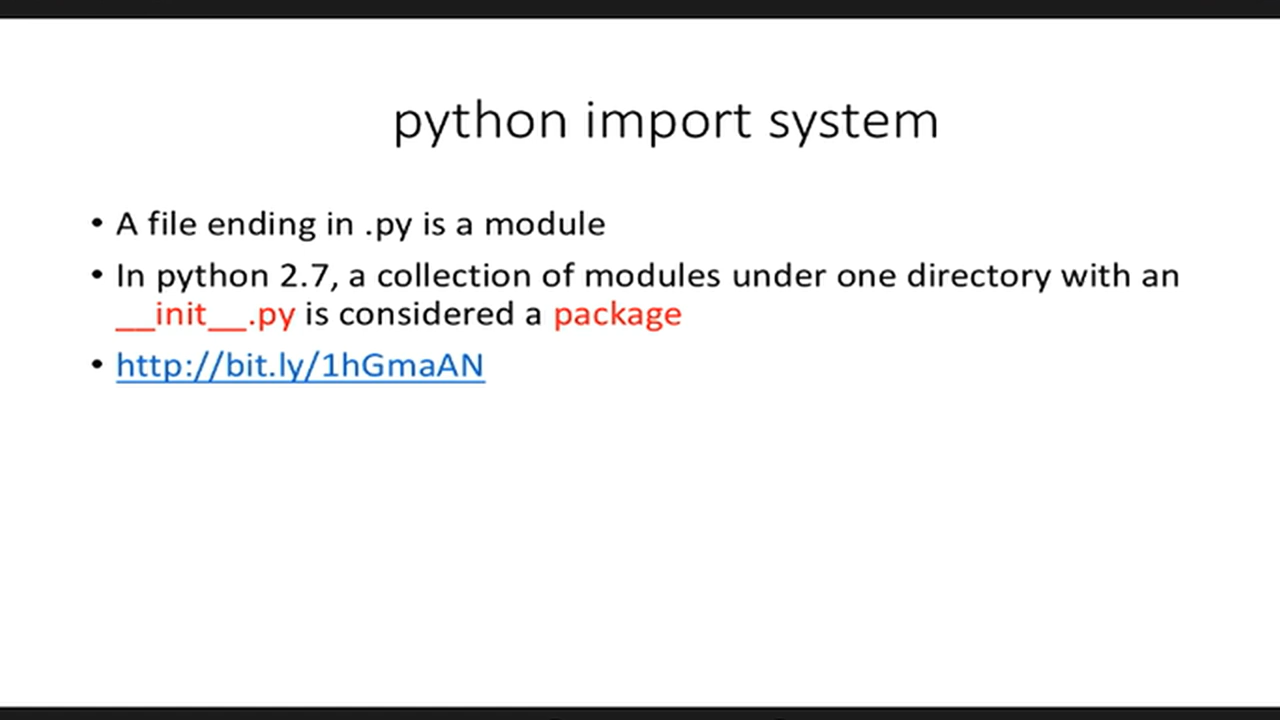 python import system
• A file ending in .py is a module
• In python 2.7, a collection of modules under one directory with an
__init__.py is considered a package
• http://bit.ly/1hGmaAN